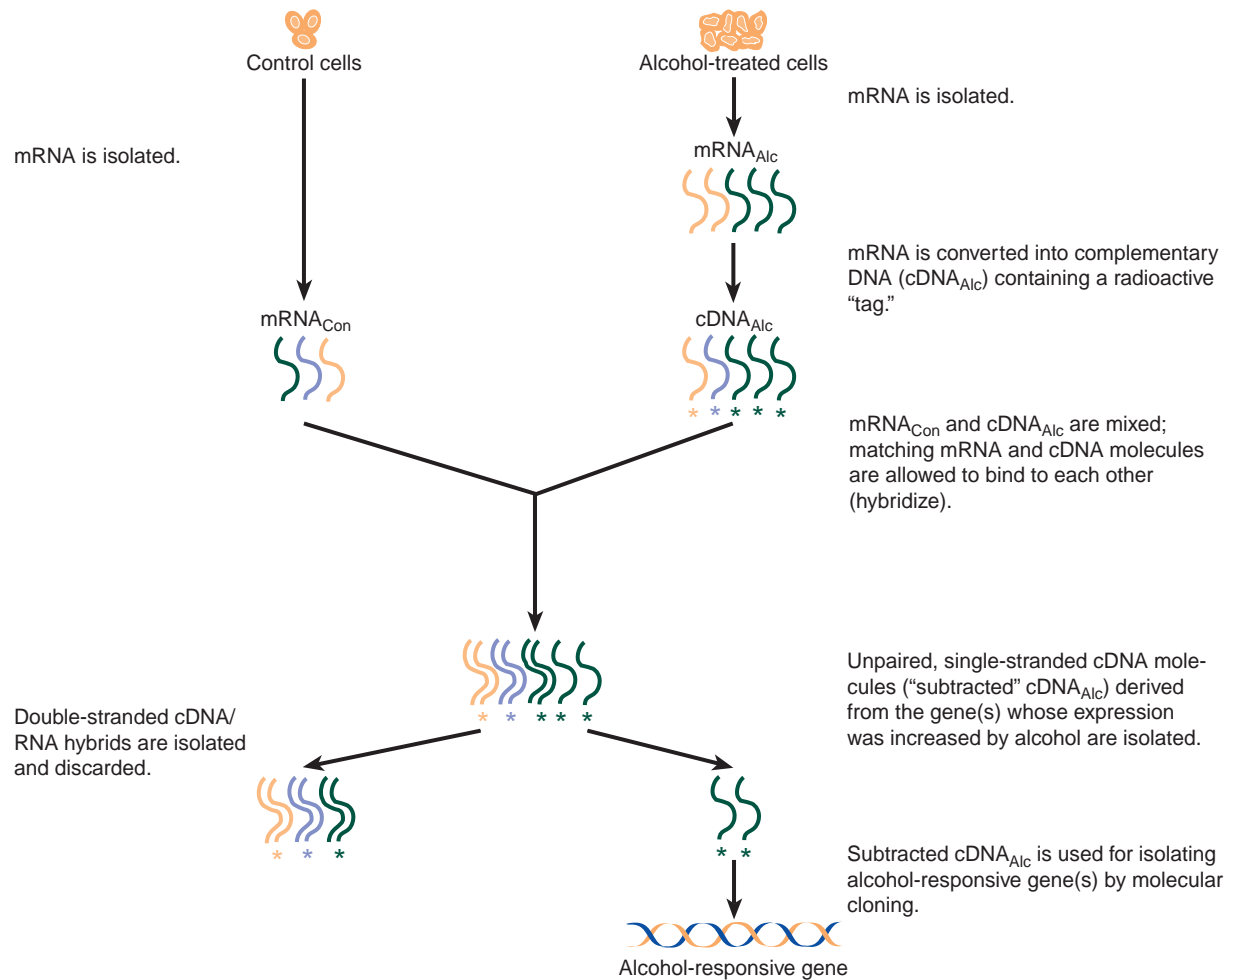 Control cells
Alcohol-treated cells
mRNA is isolated.
mRNA is isolated.
mRNAAlc
mRNA is converted into complementary
DNA (cDNAAlc) containing a radioactive
“tag.”
mRNACon
cDNAAlc
* * * * *
mRNACon and cDNAAlc are mixed;
matching mRNA and cDNA molecules
are allowed to bind to each other
(hybridize).
* * * * *
Unpaired, single-stranded cDNA mole-
cules (“subtracted” cDNAAlc) derived
from the gene(s) whose expression
was increased by alcohol are isolated.
Double-stranded cDNA/
RNA hybrids are isolated
and discarded.
* * *
* *
Subtracted cDNAAlc is used for isolating
alcohol-responsive gene(s) by molecular
cloning.
Alcohol-responsive gene